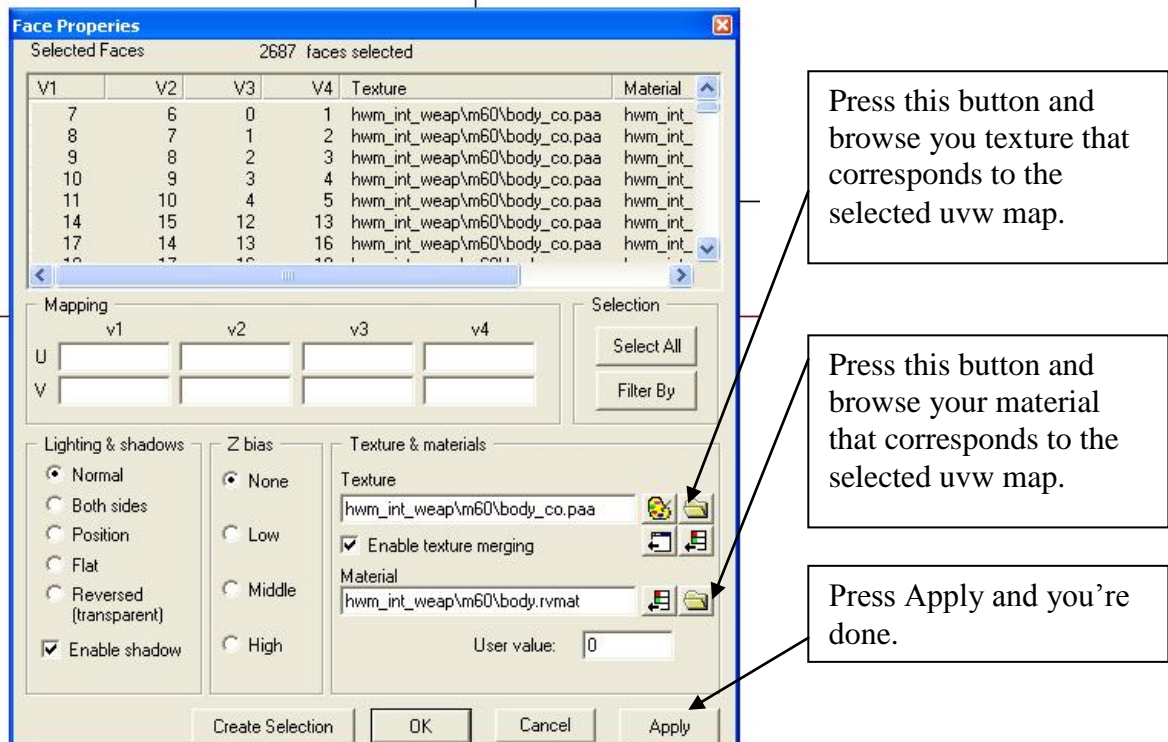 Face Properies
Selected Faces 2687 faces selected
V1 V2 V3 V4 Texture Material
7 6 0 1 hwm_int_weap\m60\body_co.paa hwm_int_
8 7 1 2 hwm_int_weap\m60\body_co.paa hwm_int_
9 8 2 3 hwm_int_weap\m60\body_co.paa hwm_int_
10 9 3 4 hwm_int_weap\m60\body_co.paa hwm_int_
11 10 4 5 hwm_int_weap\m60\body_co.paa hwm_int_
14 15 12 13 hwm_int_weap\m60\body_co.paa hwm_int_
17 14 13 16 hwm_int_weap\m60\body_co.paa hwm_int_
Mapping
v1 v2 v3 v4
U
V
Selection
Select All
Filter By
Lighting & shadows
Normal
Both sides
Position
Flat
Reversed
(transparent)
Enable shadow
Z bias
None
Low
Middle
High
Texture & materials
Texture
hwm_int_weap\m60\body_co.paa
Enable texture merging
Material
hwm_int_weap\m60\body.rvmat
User value: 0
Create Selection OK Cancel Apply
Press this button and
browse you texture that
corresponds to the
selected uvw map.
Press this button and
browse your material
that corresponds to the
selected uvw map.
Press Apply and you’re
done.